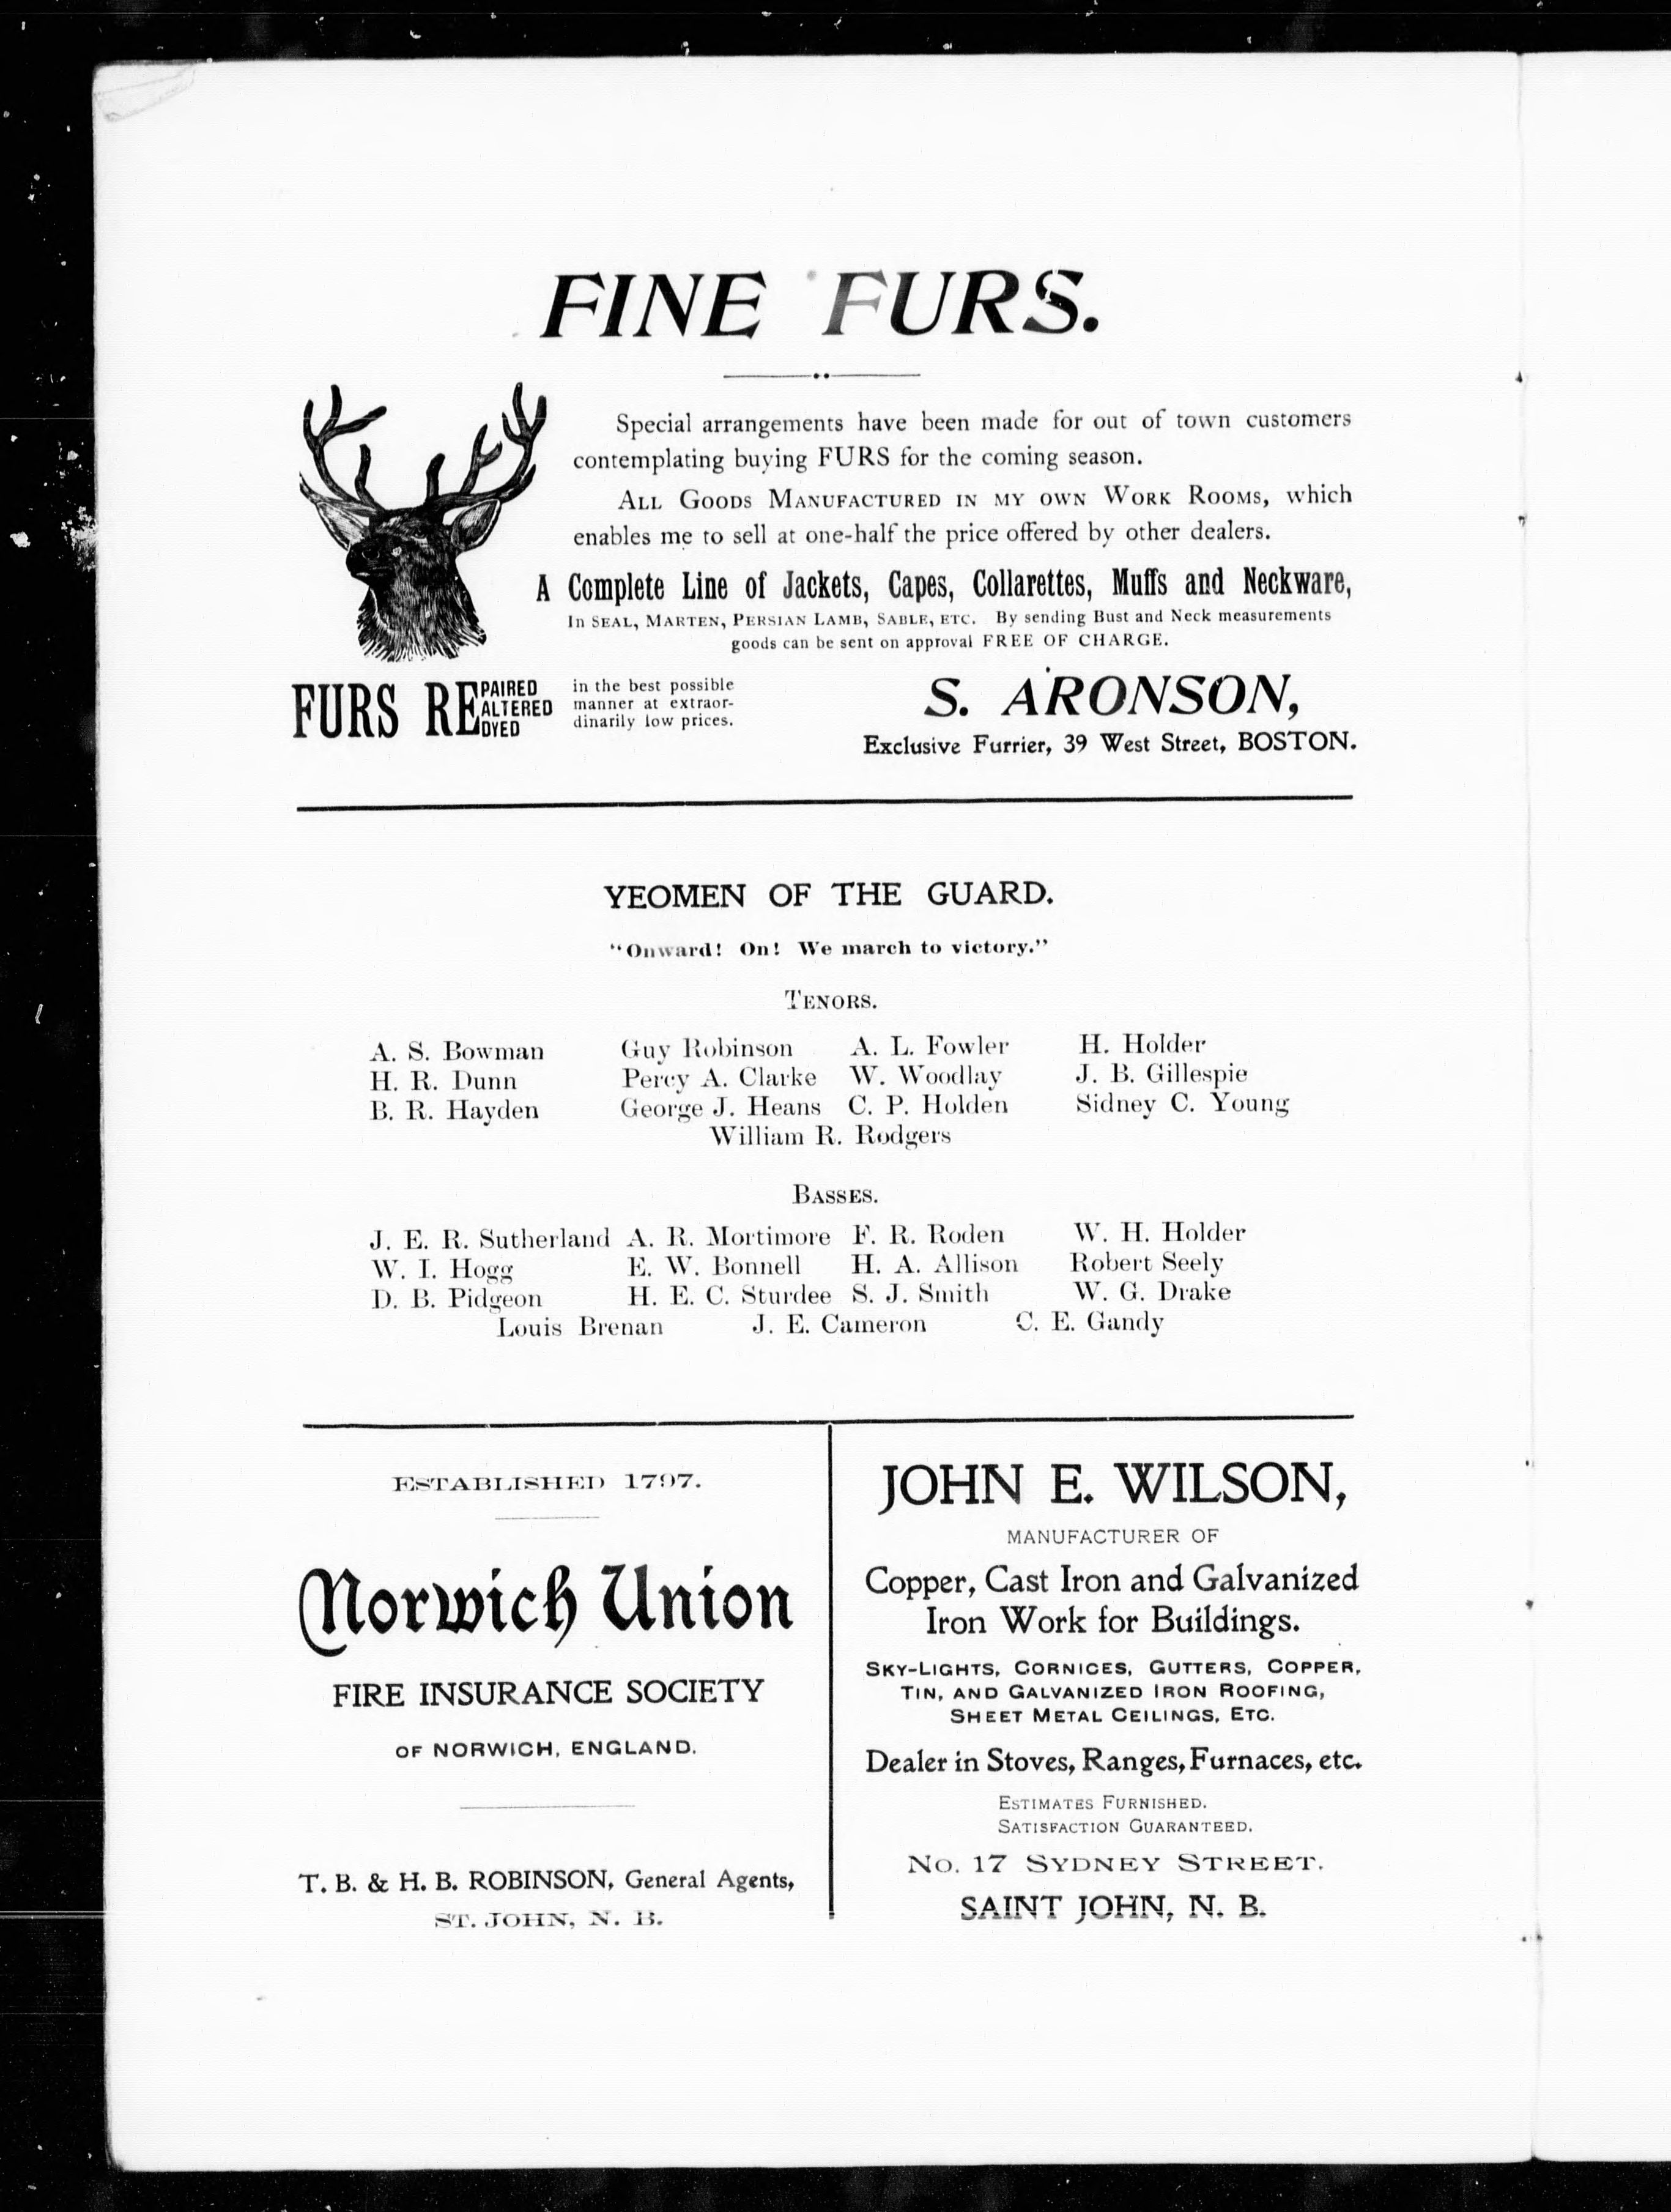 FINE FURS.
Special arrangements have been made for out of town customers
contemplating buying FURS for the coming season.
ALL GOODS MANUFACTURED IN MY OWN WORK ROOMS, which
enables me to sell at one-half the price offered by other dealers.
A Complete Line of Jackets, Capes, Collarettes, Muffs and Neckware,
In SEAL, MARTEN, PERSIAN LAMB, SABLE, ETC. By sending Bust and Neck measurements
goods can be sent on approval FREE OF CHARGE.
FURS RE PAIRED
ALTERED
DYED
in the best possible
manner at extraor-
dinarily low prices.
S. ARONSON,
Exclusive Furrier, 39 West Street, BOSTON.
YEOMEN OF THE GUARD.
"Onward! On! We march to victory."
TENORS.
A. S. Bowman Guy Robinson A. L. Fowler H. Holder
H. R. Dunn Percy A. Clarke W. Woodlay J. B. Gillespie
B. R. Hayden George J. Heans C. P. Holden Sidney C. Young
William R. Rodgers
BASSES.
J. E. R. Sutherland A. R. Mortimore F. R. Roden W. H. Holder
W. I. Hogg E. W. Bonnell H. A. Allison Robert Seely
D. B. Pidgeon H. E. C. Sturdee S. J. Smith W. G. Drake
Louis Brenan J. E. Cameron C. E. Gandy
ESTABLISHED 1797.
Norwich Union
FIRE INSURANCE SOCIETY
OF NORWICH, ENGLAND.
T. B. & H. B. ROBINSON, General Agents,
ST. JOHN, N. B.
JOHN E. WILSON,
MANUFACTURER OF
Copper, Cast Iron and Galvanized
Iron Work for Buildings.
SKY-LIGHTS, CORNICES, GUTTERS, COPPER,
TIN, AND GALVANIZED IRON ROOFING,
SHEET METAL CEILINGS, ETC.
Dealer in Stoves, Ranges, Furnaces, etc.
ESTIMATES FURNISHED.
SATISFACTION GUARANTEED.
NO. 17 SYDNEY STREET.
SAINT JOHN, N. B.